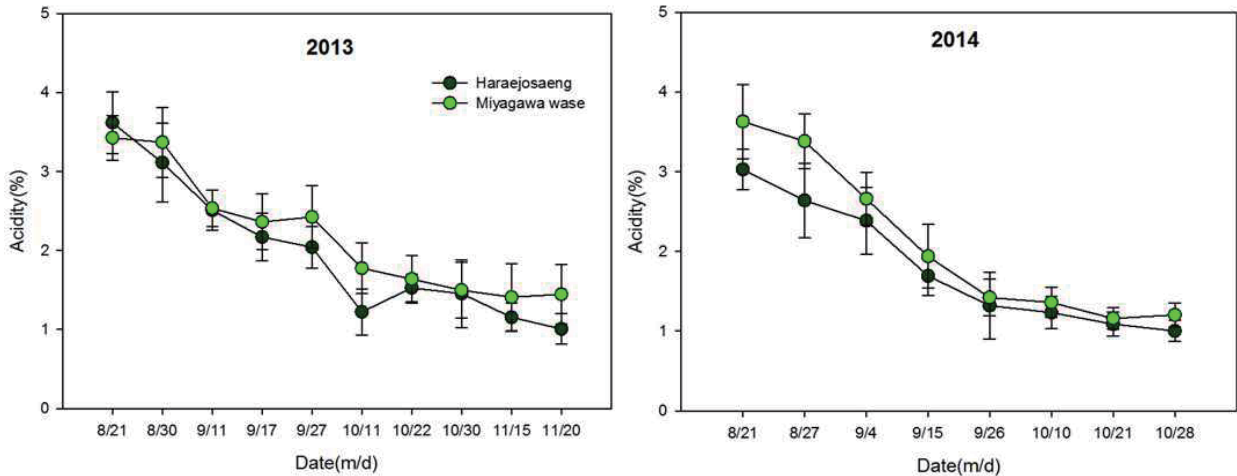 2013
Haraejosaeng
Miyagawa wase
Acidity(%)
5
4
3
2
1
0
8/21 8/30 9/11 9/17 9/27 10/11 10/22 10/30 11/15 11/20
Date(m/d)
2014
Acidity(%)
5
4
3
2
1
0
8/21 8/27 9/4 9/15 9/26 10/10 10/21 10/28
Date(m/d)